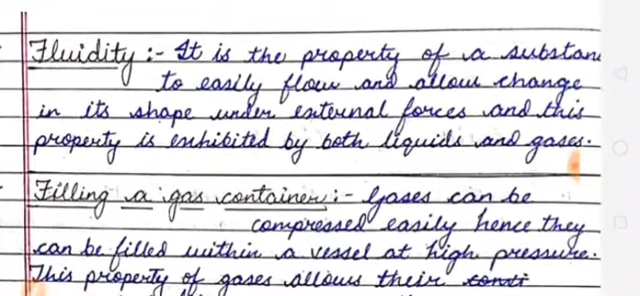 Fluidity :- It is the property of a substan
to easily flow and allow change
in its shape under external forces and this
property is exhibited by both liquids and gases.
Filling a gas container :- Gases can be
compressed easily hence they
can be filled within a vessel at high pressure.
This property of gases allows their